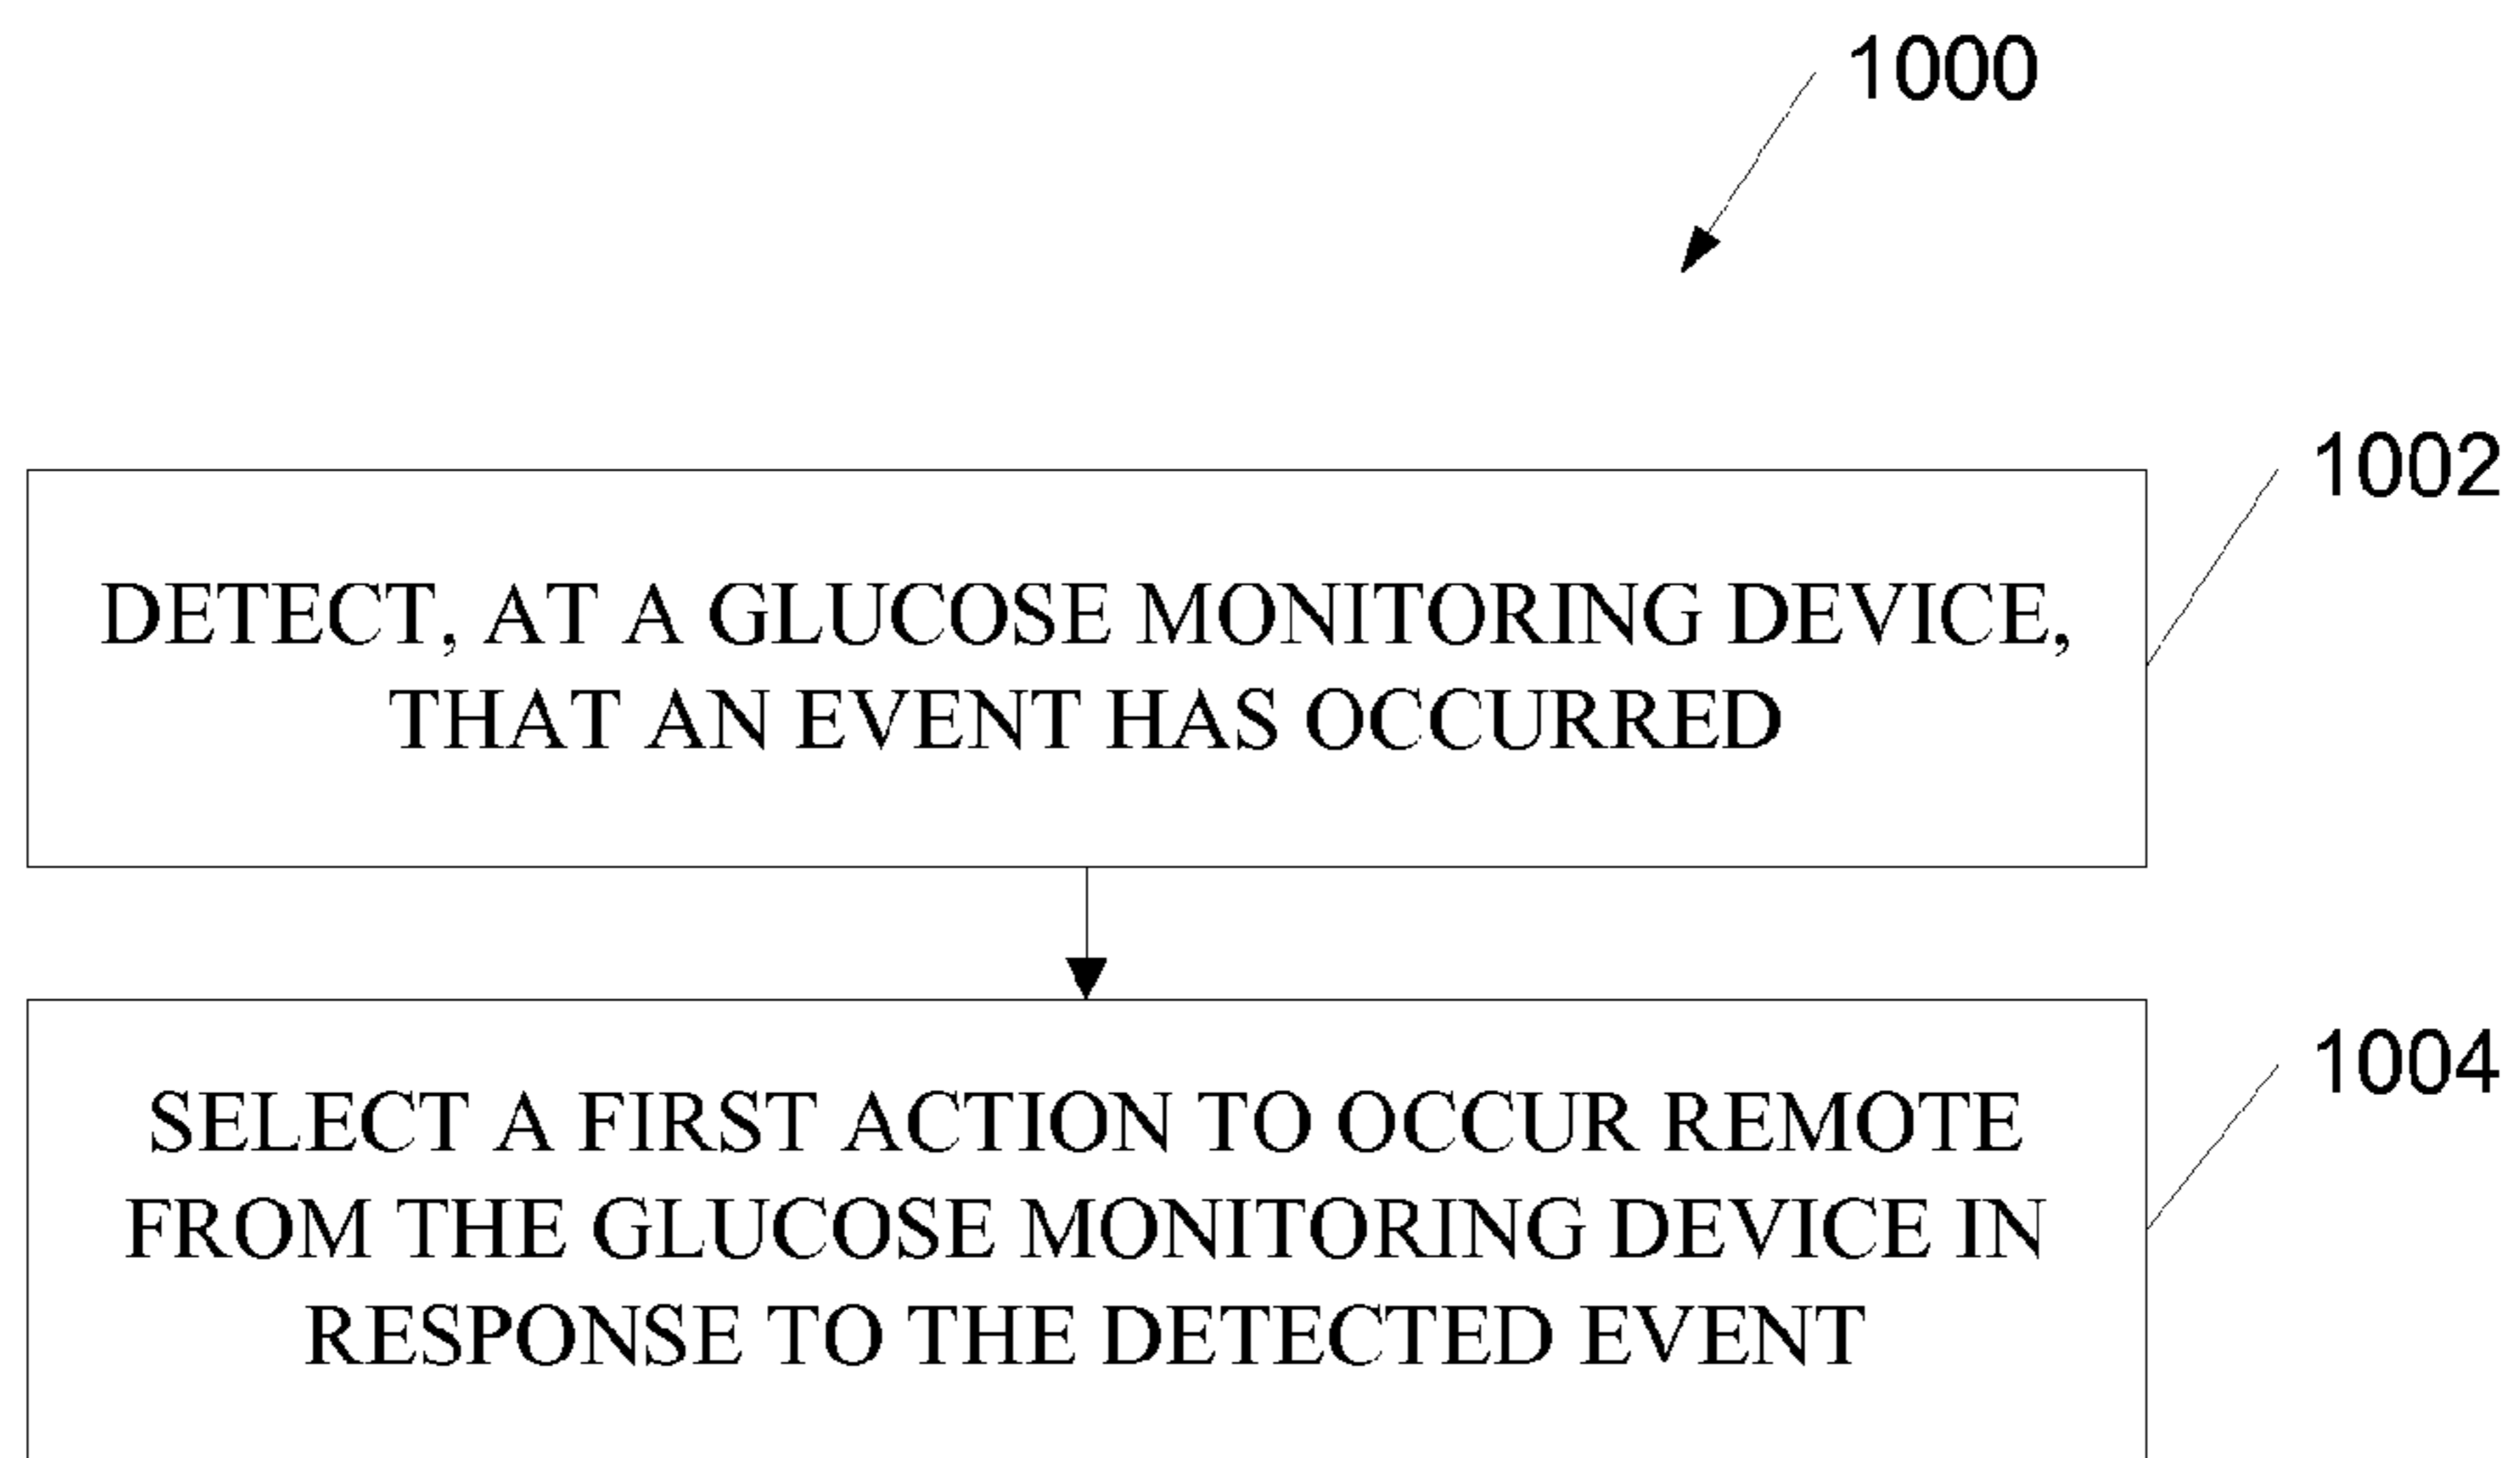 1000
1002
DETECT, AT A GLUCOSE MONITORING DEVICE,
THAT AN EVENT HAS OCCURRED
1004
SELECT A FIRST ACTION TO OCCUR REMOTE
FROM THE GLUCOSE MONITORING DEVICE IN
RESPONSE TO THE DETECTED EVENT